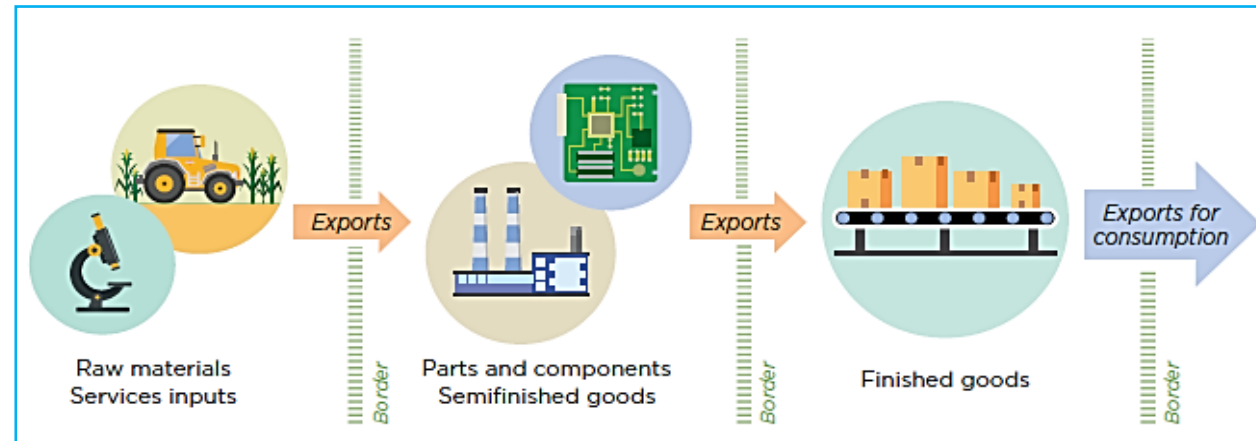 Exports
Exports
Exports for
consumption
Raw materials
Services inputs
Border
Parts and components
Semifinished goods
Border
Finished goods
Border